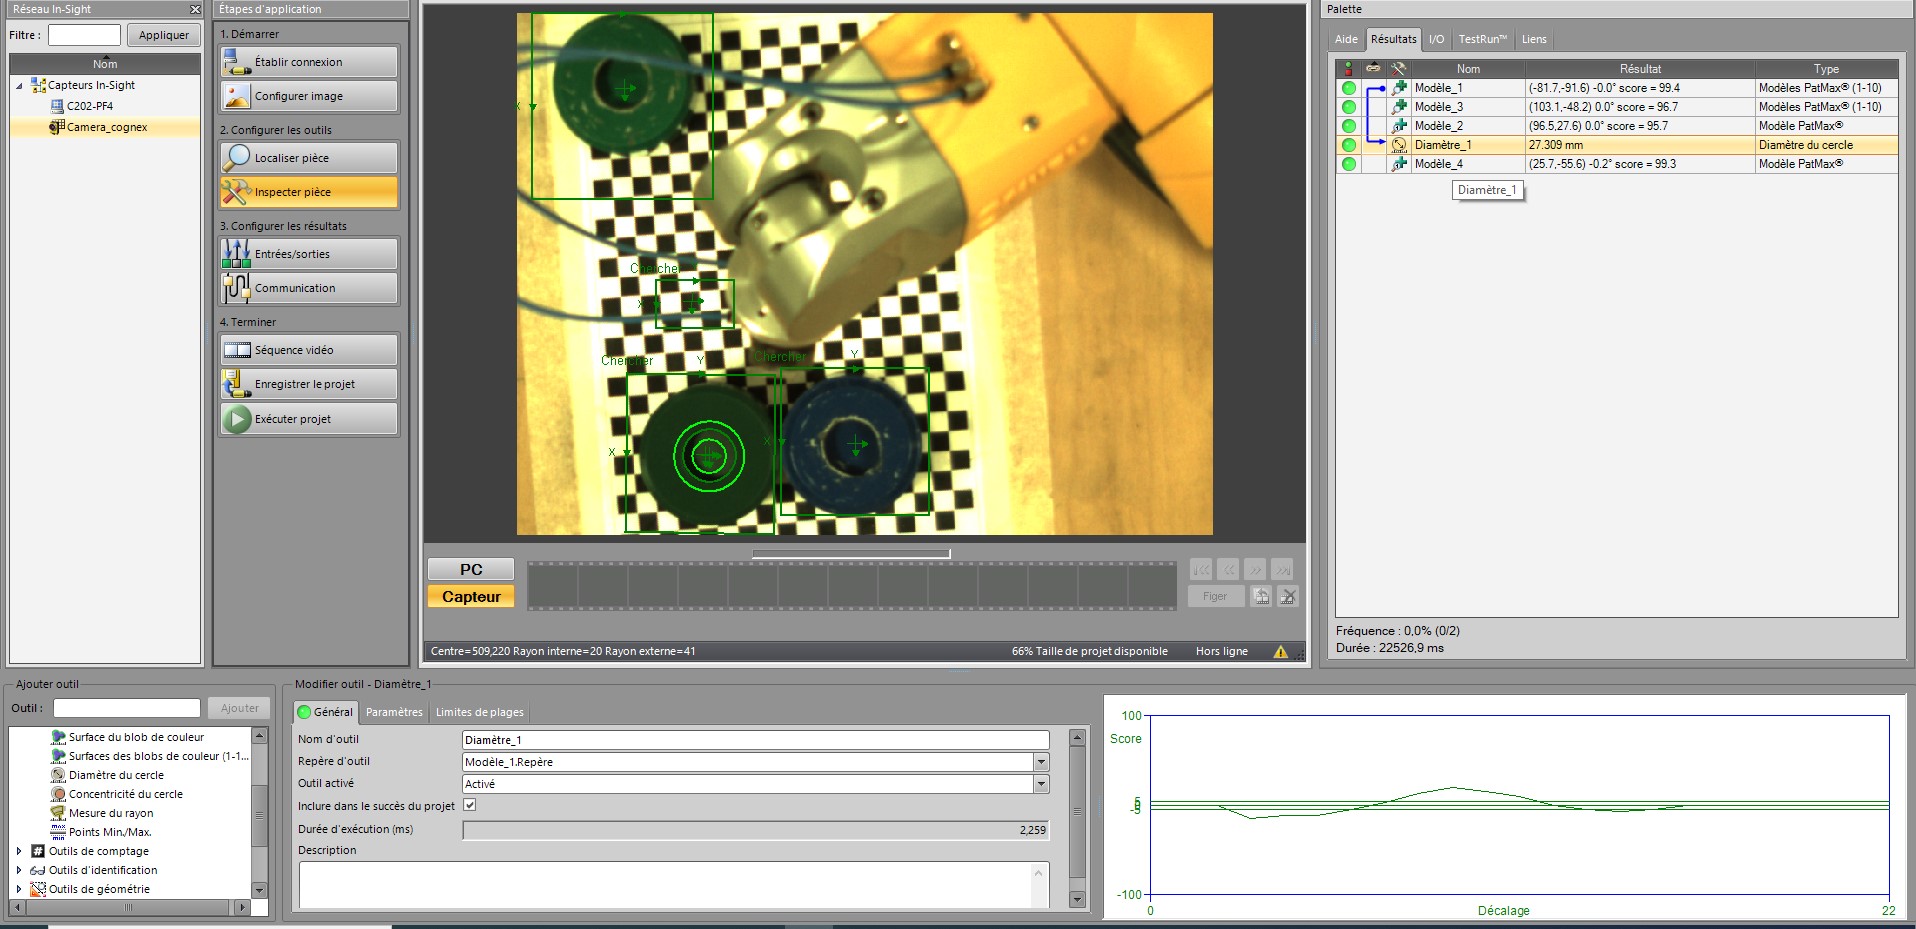 Réseau In-Sight
Filtre :
Appliquer
Nom
Capteurs In-Sight
C202-PF4
Camera_cognex
Étapes d'application
1. Démarrer
Établir connexion
Configurer image
2. Configurer les outils
Localiser pièce
Inspecter pièce
3. Configurer les résultats
Entrées/sorties
Communication
4. Terminer
Séquence vidéo
Enregistrer le projet
Exécuter projet
X
Chercher
X
Chercher Y
Chercher Y
X
X
PC
Capteur
Figer
Centre=509,220 Rayon interne=20 Rayon externe=41
66% Taille de projet disponible
Hors ligne
Palette
Aide Résultats I/O TestRun™ Liens
Nom Résultat Type
Modèle_1 (-81.7,-91.6) -0.0° score = 99.4 Modèles PatMax® (1-10)
Modèle_3 (103.1,-48.2) 0.0° score = 96.7 Modèles PatMax® (1-10)
Modèle_2 (96.5,27.6) 0.0° score = 95.7 Modèle PatMax®
Diamètre_1 27.309 mm Diamètre du cercle
Modèle_4 (25.7,-55.6) -0.2° score = 99.3 Modèle PatMax®
Diamètre_1
Fréquence : 0,0% (0/2)
Durée : 22526,9 ms
Ajouter outil
Outil :
Ajouter
Surface du blob de couleur
Surfaces des blobs de couleur (1-1...
Diamètre du cercle
Concentricité du cercle
Mesure du rayon
Points Min./Max.
Outils de comptage
Outils d'identification
Outils de géométrie
Modifier outil - Diamètre_1
Général Paramètres Limites de plages
Nom d'outil Diamètre_1
Repère d'outil Modèle_1.Repère
Outil activé Activé
Inclure dans le succès du projet
Durée d'exécution (ms) 2,259
Description
100
Score
5
-5
-100
0
Décalage
22